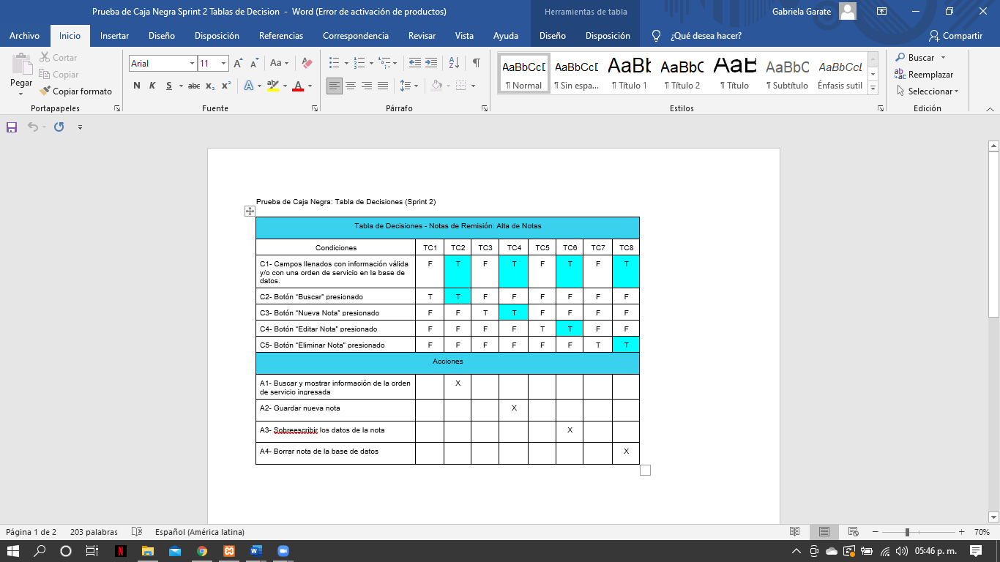 Prueba de Caja Negra Sprint 2 Tablas de Decision - Word (Error de activación de productos)
Herramientas de tabla
Gabriela Garate
Archivo Inicio Insertar Diseño Disposición Referencias Correspondencia Revisar Vista Ayuda Diseño Disposición ¿Qué desea hacer? Compartir
Pegar
Cortar
Copiar
Copiar formato
Portapapeles
Arial 11
N K S abc x₂ x²
Fuente
Párrafo
AaBbCcD AaBbCcD AaBb AaBbC AaB AaBbC AaBbCcL
¶ Normal ¶ Sin espa... ¶ Título 1 ¶ Título 2 ¶ Título ¶ Subtítulo Énfasis sutil
Estilos
Buscar
Reemplazar
Seleccionar
Edición
Prueba de Caja Negra: Tabla de Decisiones (Sprint 2)
Tabla de Decisiones - Notas de Remisión: Alta de Notas
Condiciones TC1 TC2 TC3 TC4 TC5 TC6 TC7 TC8
C1- Campos llenados con información válida F T F T F T F T
y/o con una orden de servicio en la base de
datos.
C2- Botón “Buscar” presionado T T F F F F F F
C3- Botón “Nueva Nota” presionado F F T T F F F F
C4- Botón “Editar Nota” presionado F F F F T T F F
C5- Botón “Eliminar Nota” presionado F F F F F F T T
Acciones
A1- Buscar y mostrar información de la orden X
de servicio ingresada
A2- Guardar nueva nota X
A3- Sobreescribir los datos de la nota X
A4- Borrar nota de la base de datos X
Página 1 de 2 203 palabras Español (América latina) 70%
05:46 p. m.